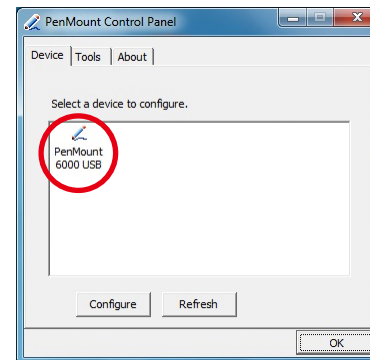 PenMount Control Panel
Device Tools About
Select a device to configure.
PenMount
6000 USB
Configure Refresh
OK